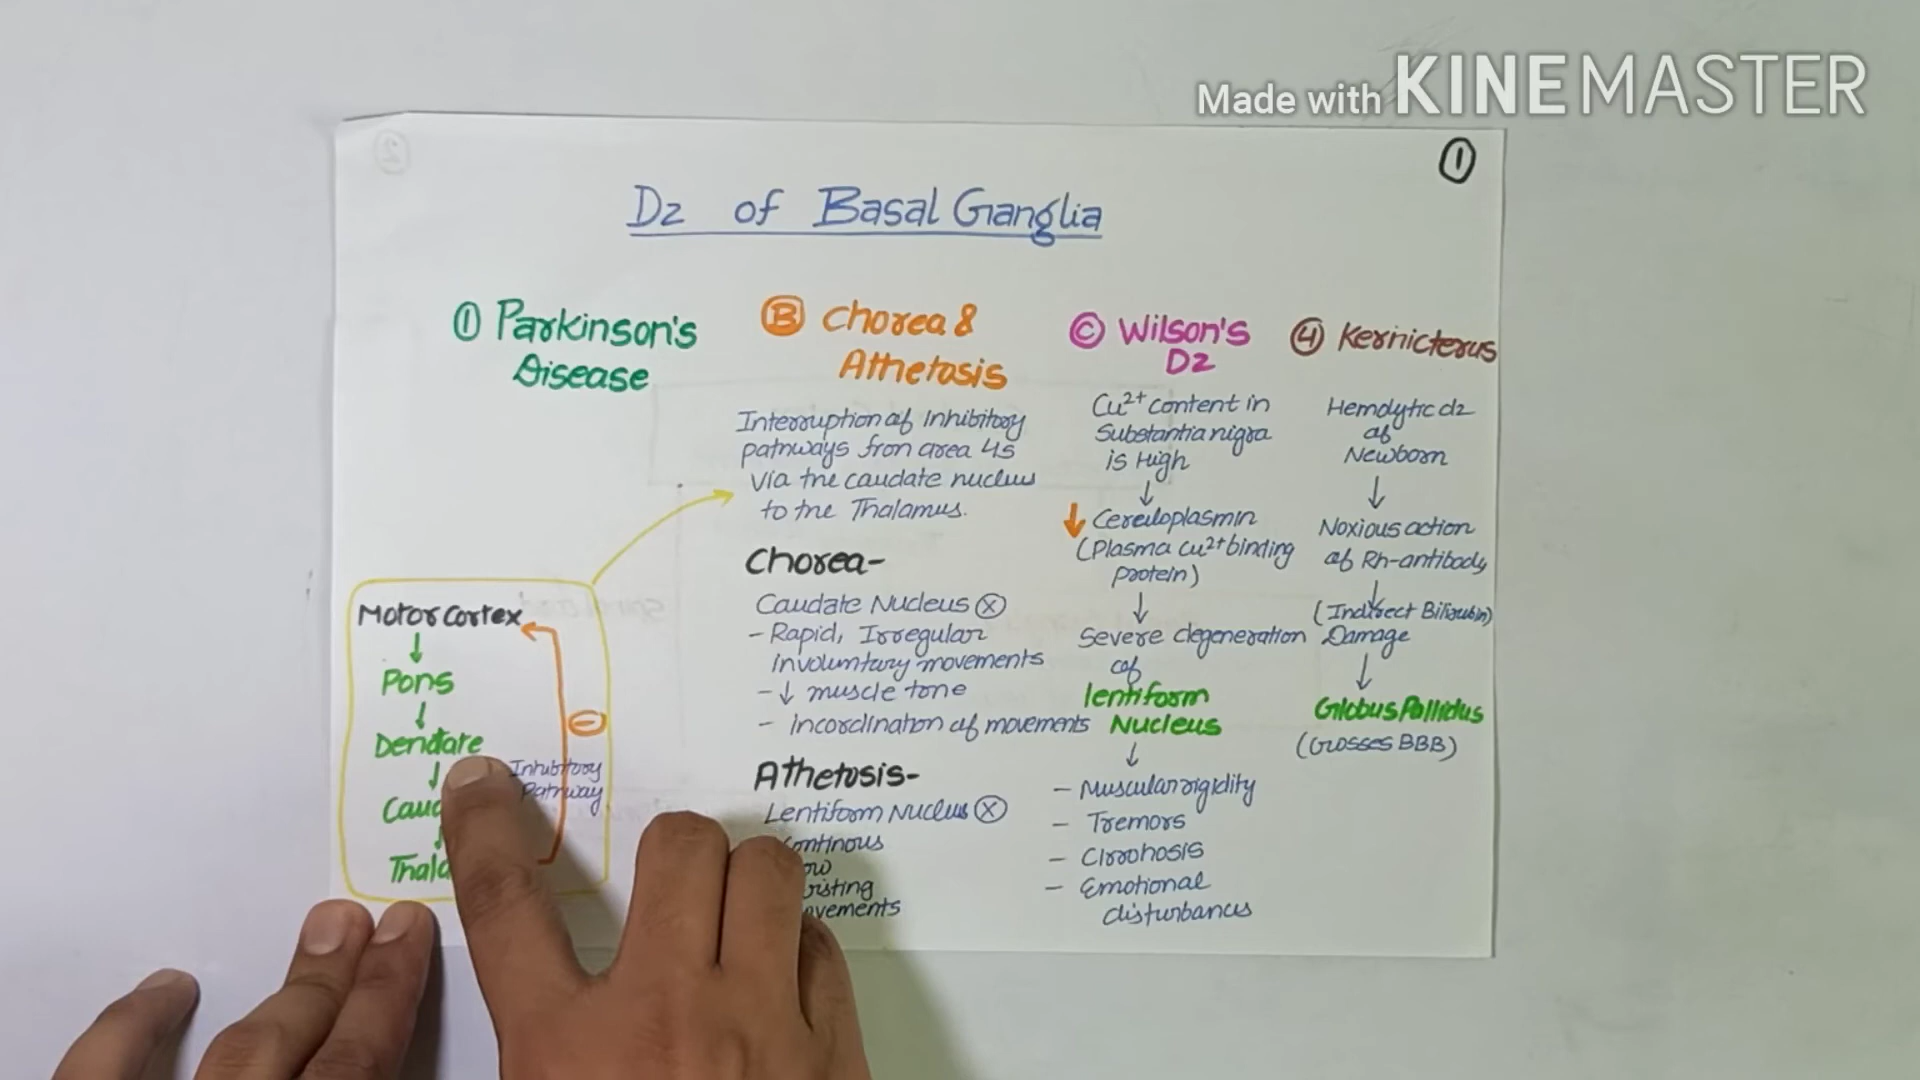 Made with KINEMASTER
①
Dz of Basal Ganglia
① Parkinson's
Disease
Ⓑ Chorea &
Athetosis
Interruption of Inhibitory
pathways from area 4s
via the caudate nucleus
to the Thalamus.
Chorea-
Caudate Nucleus ⓧ
- Rapid, Irregular
involuntary movements
- ↓ muscle tone
- Incordination of movements
Athetosis-
Lentiform Nucleus ⓧ
Continous
movements
Ⓒ Wilson's
Dz
Cu²⁺ content in
Substantia nigra
is High
↓
↓ Ceruloplasmin
(Plasma Cu²⁺ binding
protein)
↓
Severe degeneration
of
lentiform
Nucleus
↓
- Muscular rigidity
- Tremors
- Cirrohosis
- Emotional
disturbances
④ Kernicterus
Hemolytic dz
of
Newborn
↓
Noxious action
of Rh-antibody
↓
(Indirect Bilirubin)
Damage
↓
Globus Pallidus
(Crosses BBB)
Motor Cortex
↓
Pons
↓
Dendate
↓
↓
⊖
Inhibitory
Pathway